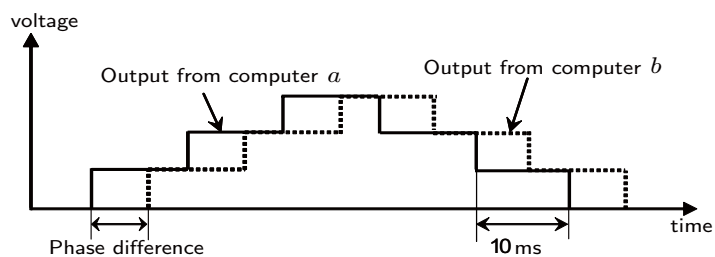 voltage
Output from computer a
Output from computer b
time
Phase difference
10 ms